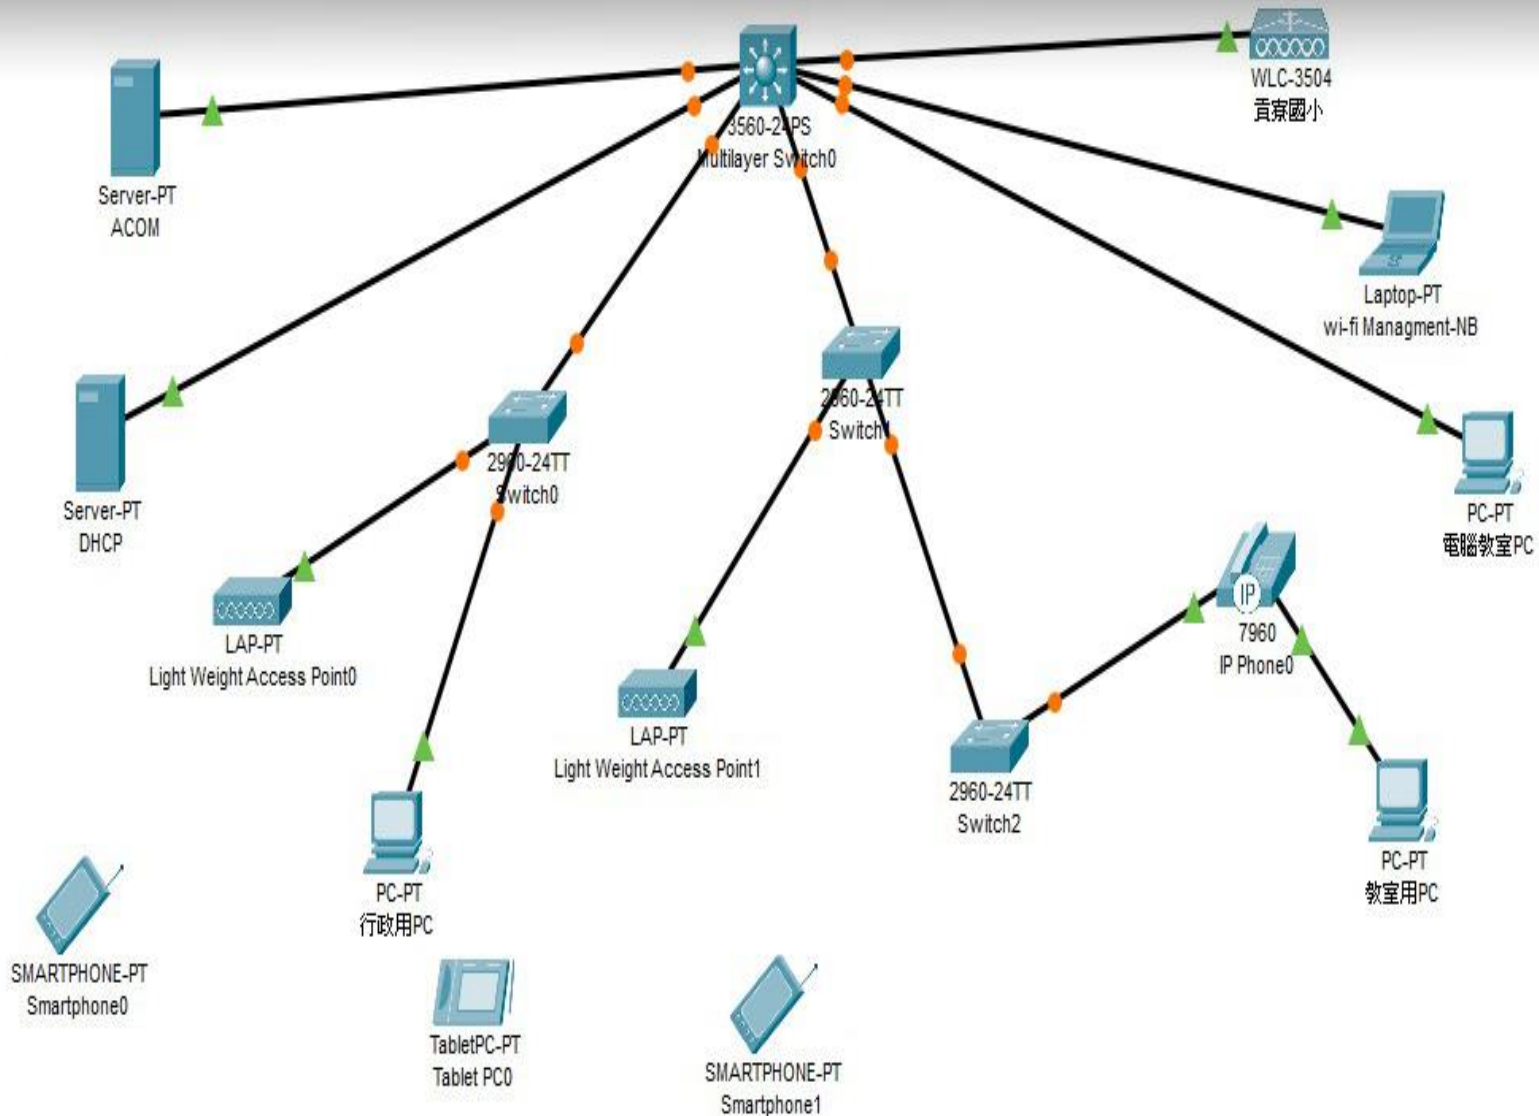 3560-24PS
Multilayer Switch0
WLC-3504
貢寮國小
Server-PT
ACOM
Laptop-PT
wi-fi Managment-NB
2960-24TT
Switch1
2960-24TT
Switch0
Server-PT
DHCP
PC-PT
電腦教室PC
IP
7960
IP Phone0
LAP-PT
Light Weight Access Point0
LAP-PT
Light Weight Access Point1
2960-24TT
Switch2
PC-PT
教室用PC
PC-PT
行政用PC
SMARTPHONE-PT
Smartphone0
TabletPC-PT
Tablet PC0
SMARTPHONE-PT
Smartphone1